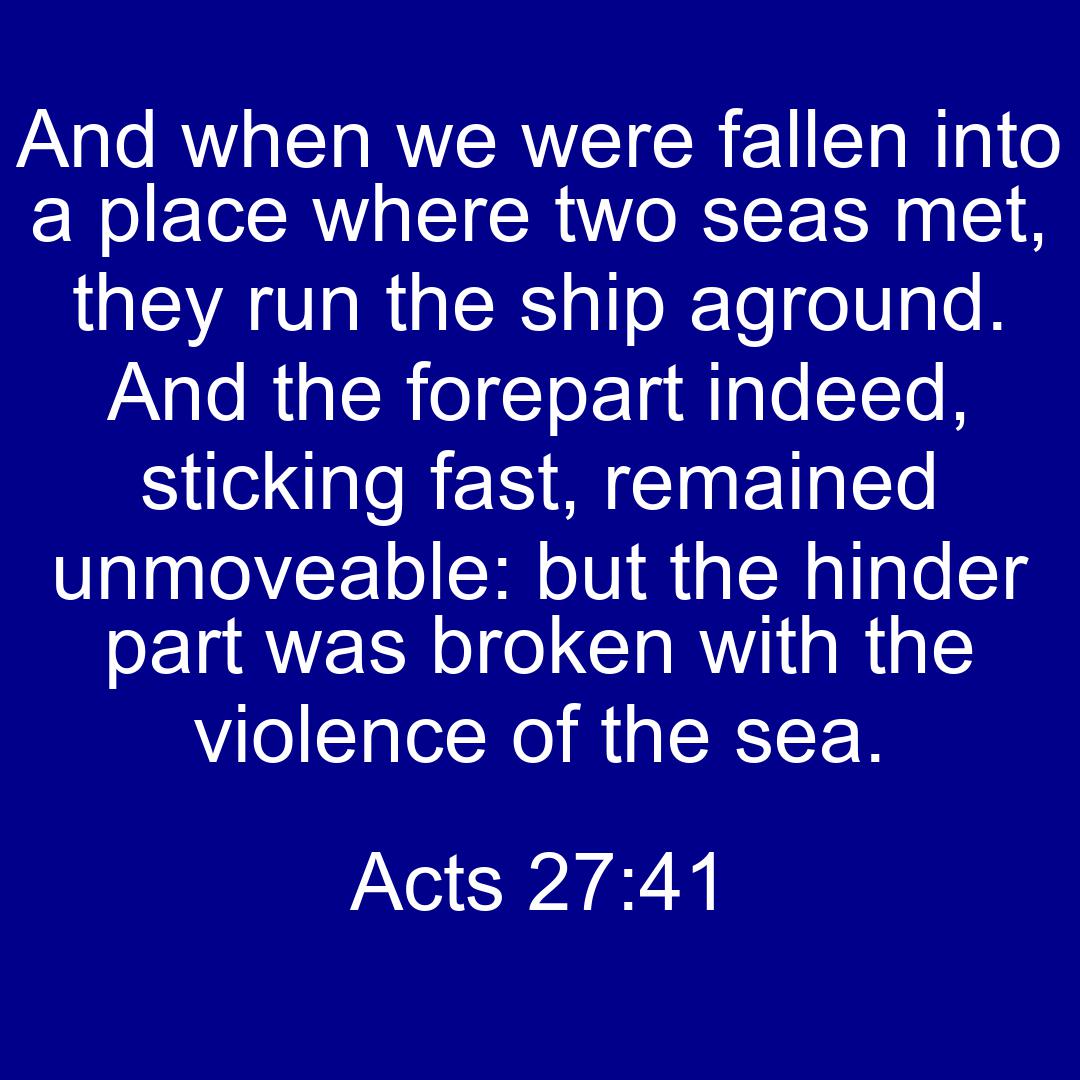 And when we were fallen into
a place where two seas met,
they run the ship aground.
And the forepart indeed,
sticking fast, remained
unmoveable: but the hinder
part was broken with the
violence of the sea.
Acts 27:41